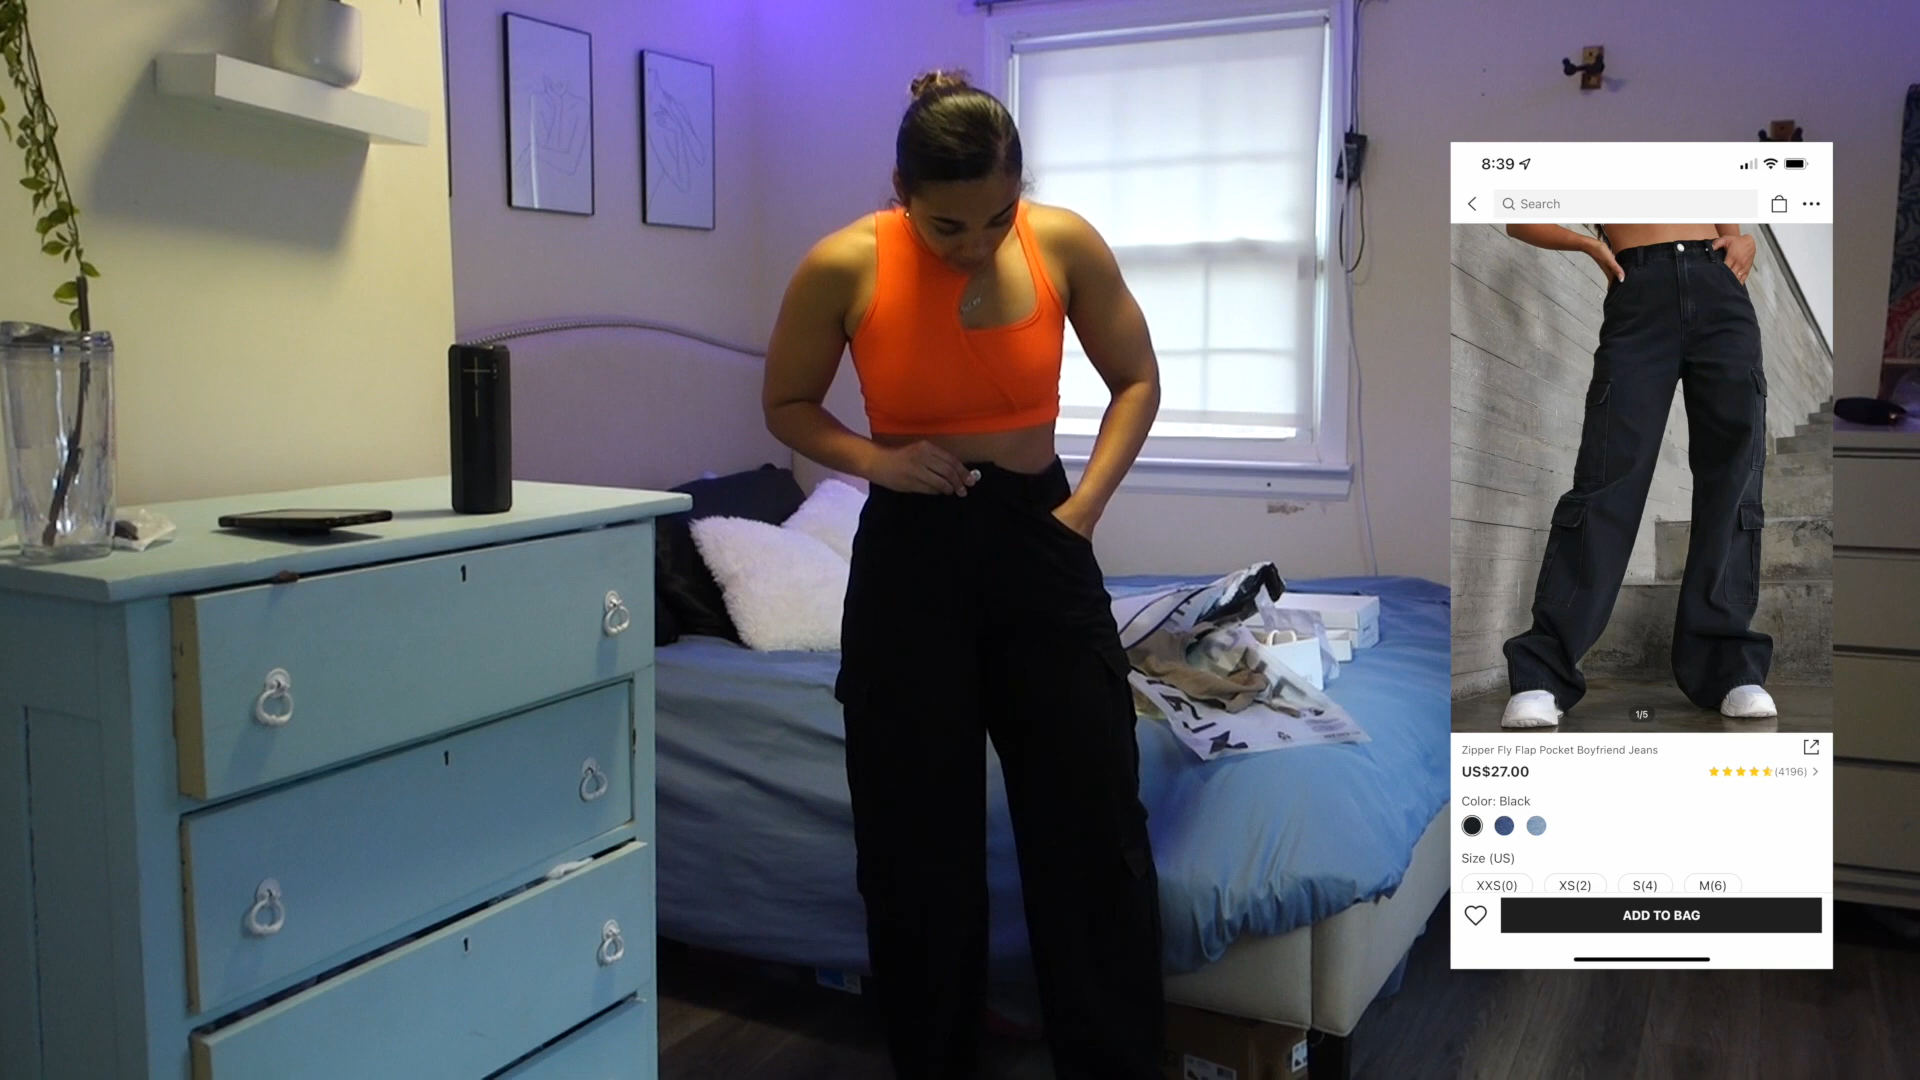 8:39
Search
1/5
Zipper Fly Flap Pocket Boyfriend Jeans
US$27.00
(4196)
Color: Black
Size (US)
XXS(0) XS(2) S(4) M(6)
ADD TO BAG